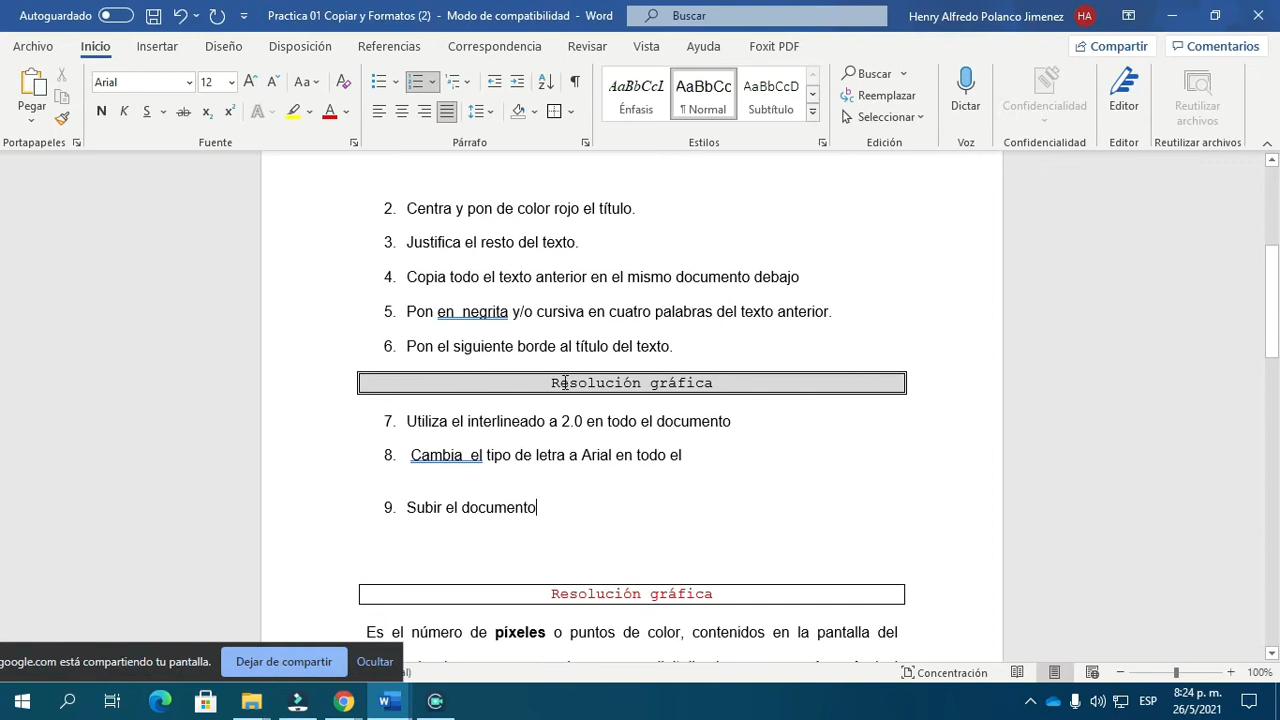 Autoguardado
Practica 01 Copiar y Formatos (2) - Modo de compatibilidad - Word
Buscar
Henry Alfredo Polanco Jimenez
HA
Archivo
Inicio
Insertar
Diseño
Disposición
Referencias
Correspondencia
Revisar
Vista
Ayuda
Foxit PDF
Compartir
Comentarios
Pegar
Arial
12
Aa
N K S
AaBbCcI
Énfasis
AaBbCc
¶ Normal
AaBbCcD
Subtítulo
Buscar
Reemplazar
Seleccionar
Dictar
Confidencialidad
Editor
Reutilizar
archivos
Portapapeles
Fuente
Párrafo
Estilos
Edición
Voz
Confidencialidad
Editor
Reutilizar archivos
2. Centra y pon de color rojo el título.
3. Justifica el resto del texto.
4. Copia todo el texto anterior en el mismo documento debajo
5. Pon en negrita y/o cursiva en cuatro palabras del texto anterior.
6. Pon el siguiente borde al título del texto.
Resolución gráfica
7. Utiliza el interlineado a 2.0 en todo el documento
8. Cambia el tipo de letra a Arial en todo el
9. Subir el documento
Resolución gráfica
Es el número de píxeles o puntos de color, contenidos en la pantalla del
google.com está compartiendo tu pantalla.
Dejar de compartir
Ocultar
Concentración
100%
ESP
8:24 p. m.
26/5/2021